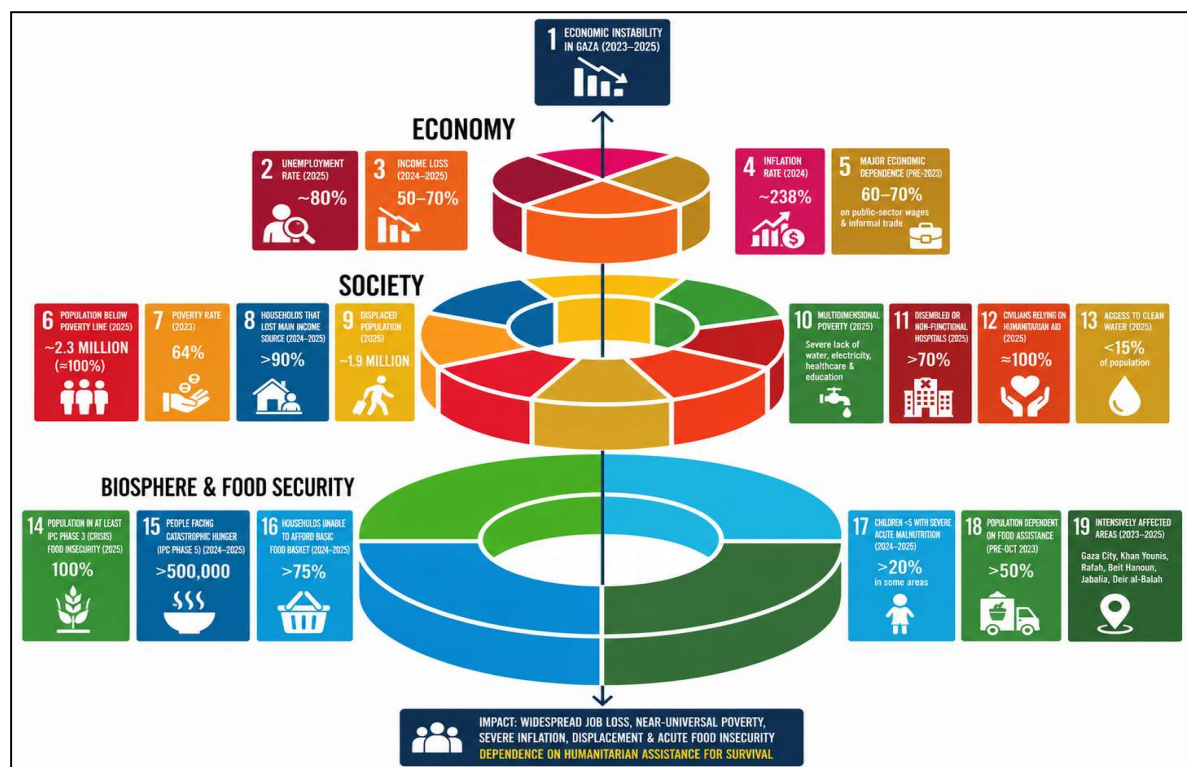 1 ECONOMIC INSTABILITY
IN GAZA (2023–2025)
ECONOMY
2 UNEMPLOYMENT
RATE (2025)
~80%
3 INCOME LOSS
(2024–2025)
50–70%
4 INFLATION
RATE (2024)
~238%
$
5 MAJOR ECONOMIC
DEPENDENCE (PRE-2023)
60–70%
on public-sector wages
& informal trade
SOCIETY
6 POPULATION BELOW
POVERTY LINE (2025)
~2.3 MILLION
(≈100%)
7 POVERTY RATE
(2023)
64%
8 HOUSEHOLDS THAT
LOST MAIN INCOME
SOURCE (2024–2025)
>90%
9 DISPLACED
POPULATION
(2025)
~1.9 MILLION
10 MULTIDIMENSIONAL
POVERTY (2025)
Severe lack of
water, electricity,
healthcare &
education
11 DISEMBLED OR
NON-FUNCTIONAL
HOSPITALS (2025)
>70%
12 CIVILIANS RELYING ON
HUMANITARIAN AID
(2025)
≈100%
13 ACCESS TO CLEAN
WATER (2025)
<15%
of population
BIOSPHERE & FOOD SECURITY
14 POPULATION IN AT LEAST
IPC PHASE 3 (CRISIS)
FOOD INSECURITY (2025)
100%
15 PEOPLE FACING
CATASTROPHIC HUNGER
(IPC PHASE 5) (2024–2025)
>500,000
16 HOUSEHOLDS UNABLE
TO AFFORD BASIC
FOOD BASKET (2024–2025)
>75%
17 CHILDREN <5 WITH SEVERE
ACUTE MALNUTRITION
(2024–2025)
>20%
in some areas
18 POPULATION DEPENDENT
ON FOOD ASSISTANCE
(PRE-OCT 2023)
>50%
19 INTENSIVELY AFFECTED
AREAS (2023–2025)
Gaza City, Khan Younis,
Rafah, Beit Hanoun,
Jabalia, Deir al-Balah
IMPACT: WIDESPREAD JOB LOSS, NEAR-UNIVERSAL POVERTY,
SEVERE INFLATION, DISPLACEMENT & ACUTE FOOD INSECURITY
DEPENDENCE ON HUMANITARIAN ASSISTANCE FOR SURVIVAL